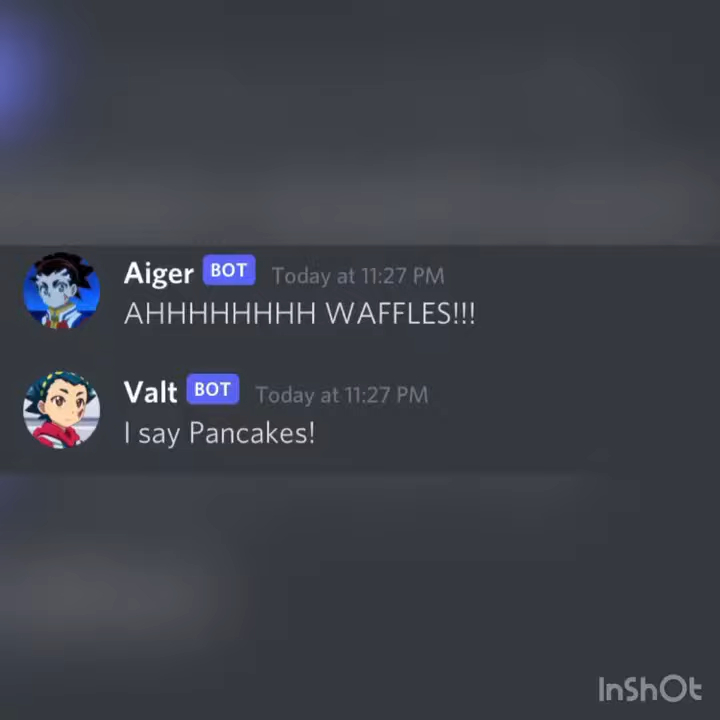 Aiger BOT Today at 11:27 PM
AHHHHHHHH WAFFLES!!!
Valt BOT Today at 11:27 PM
I say Pancakes!
InShOt